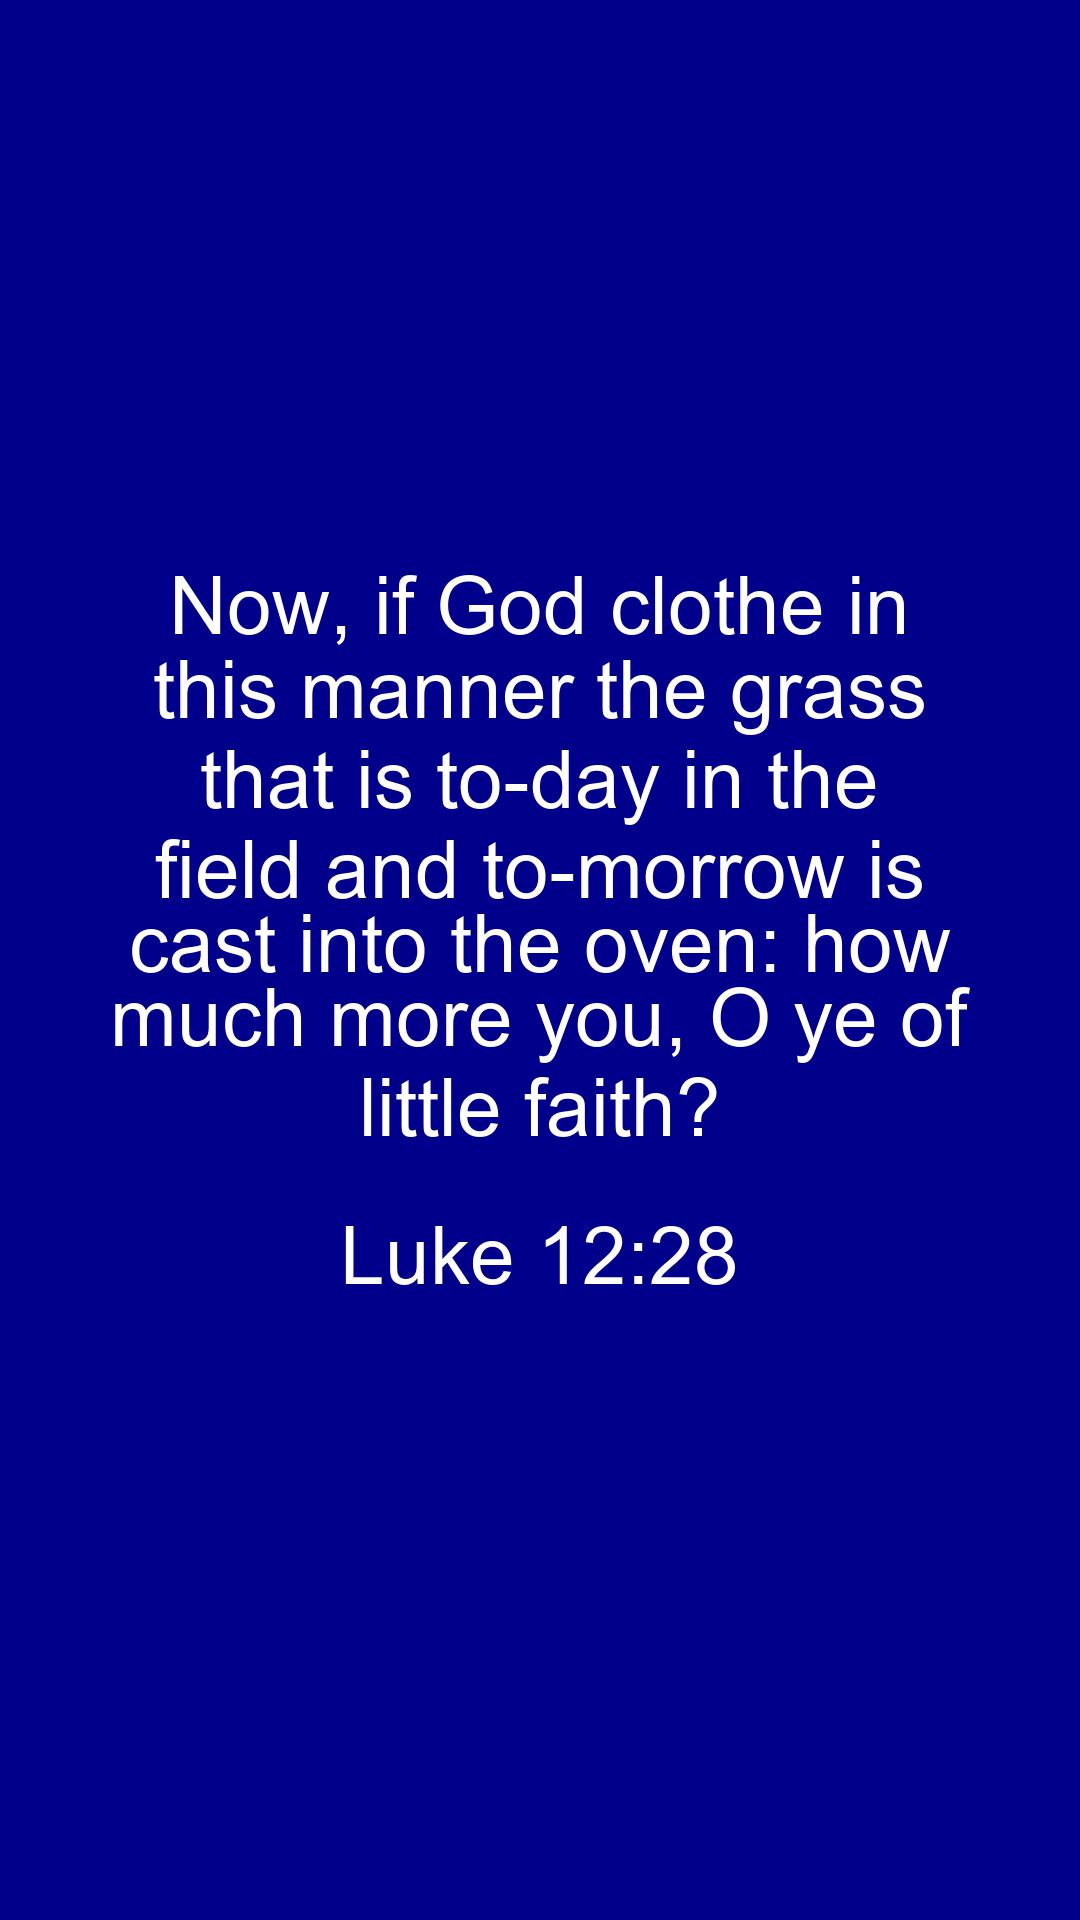 Now, if God clothe in
this manner the grass
that is to-day in the
field and to-morrow is
cast into the oven: how
much more you, O ye of
little faith?
Luke 12:28